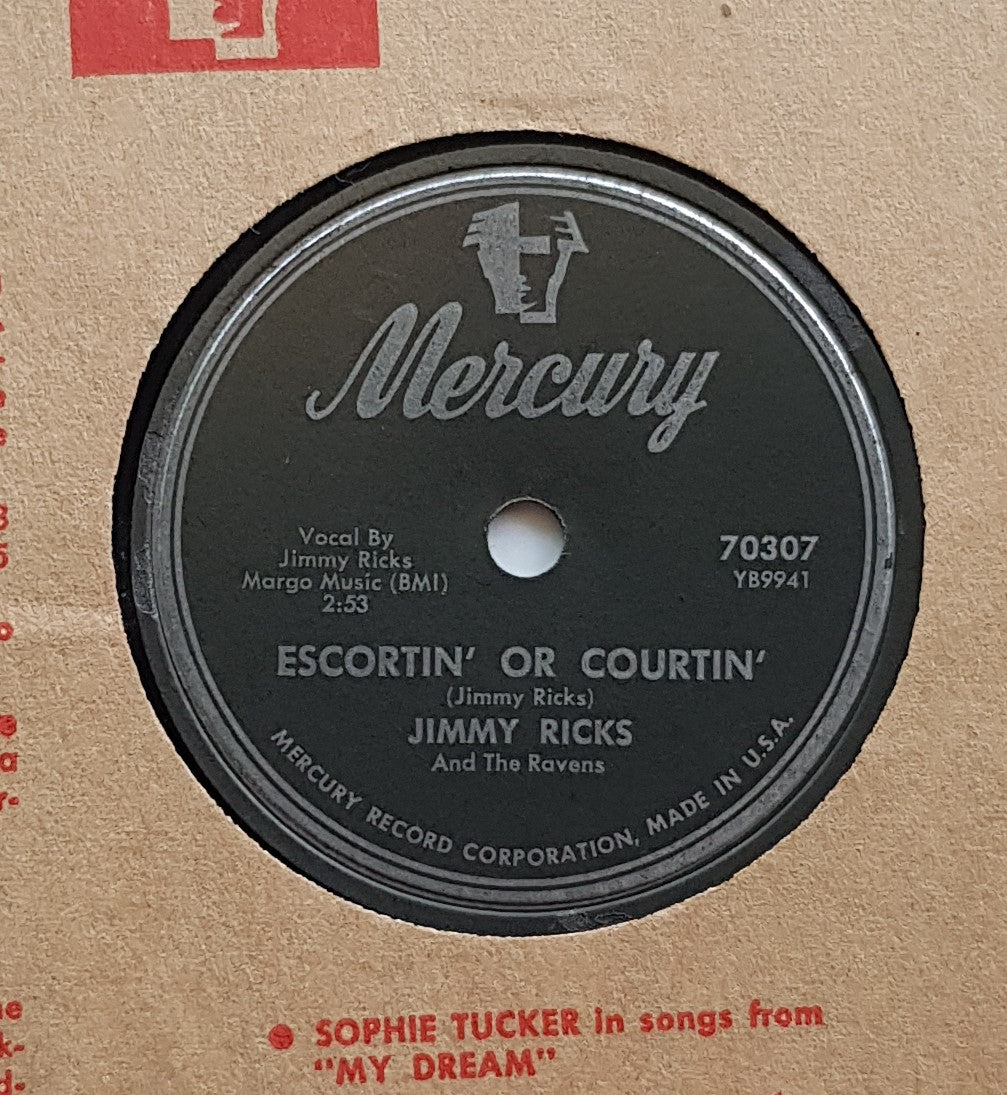 Mercury
Vocal By
Jimmy Ricks
Margo Music (BMI)
2:53
70307
YB9941
ESCORTIN' OR COURTIN'
(Jimmy Ricks)
JIMMY RICKS
And The Ravens
MERCURY RECORD CORPORATION, MADE IN U.S.A.
SOPHIE TUCKER in songs from
"MY DREAM"